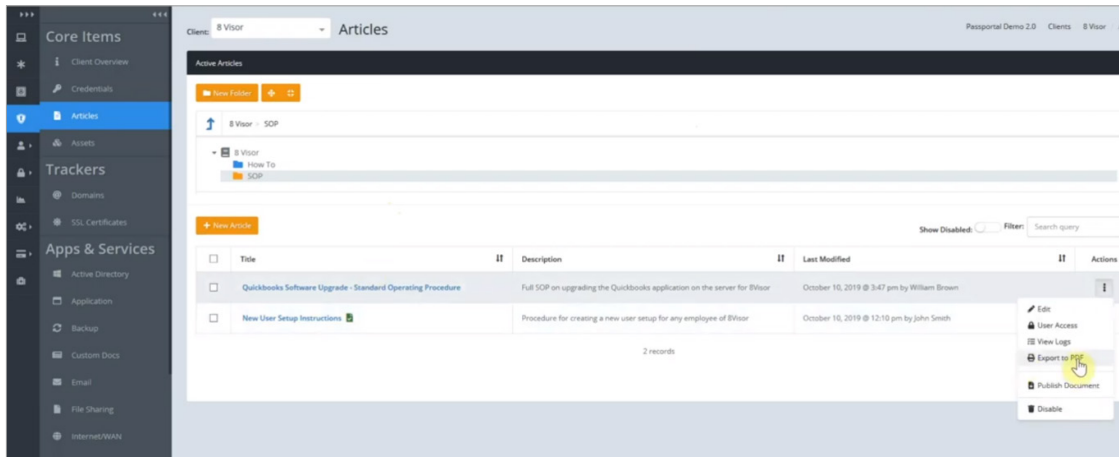 Core Items
Client Overview
Credentials
Articles
Assets
Trackers
Domains
SSL Certificates
Apps & Services
Active Directory
Application
Backup
Custom Docs
Email
File Sharing
Internet/WAN
Client: 8 Visor
Articles
Passportal Demo 2.0 Clients 8 Visor
Active Articles
New Folder
8 Visor SOP
8 Visor
How To
SOP
+ New Article
Show Disabled: Filter: Search query
Title Description Last Modified Actions
Quickbooks Software Upgrade - Standard Operating Procedure Full SOP on upgrading the Quickbooks application on the server for 8Visor October 10, 2019 @ 3:47 pm by William Brown
New User Setup Instructions Procedure for creating a new user setup for any employee of 8Visor October 10, 2019 @ 12:10 pm by John Smith
2 records
Edit
User Access
View Logs
Export to PDF
Publish Document
Disable